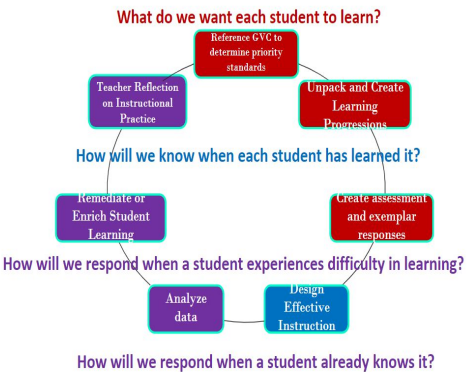 What do we want each student to learn?
Reference GVC to
determine priority
standards
Teacher Reflection
on Instructional
Practice
Unpack and Create
Learning
Progressions
How will we know when each student has learned it?
Remediate or
Enrich Student
Learning
Create assessment
and exemplar
responses
How will we respond when a student experiences difficulty in learning?
Analyze
data
Design
Effective
Instruction
How will we respond when a student already knows it?